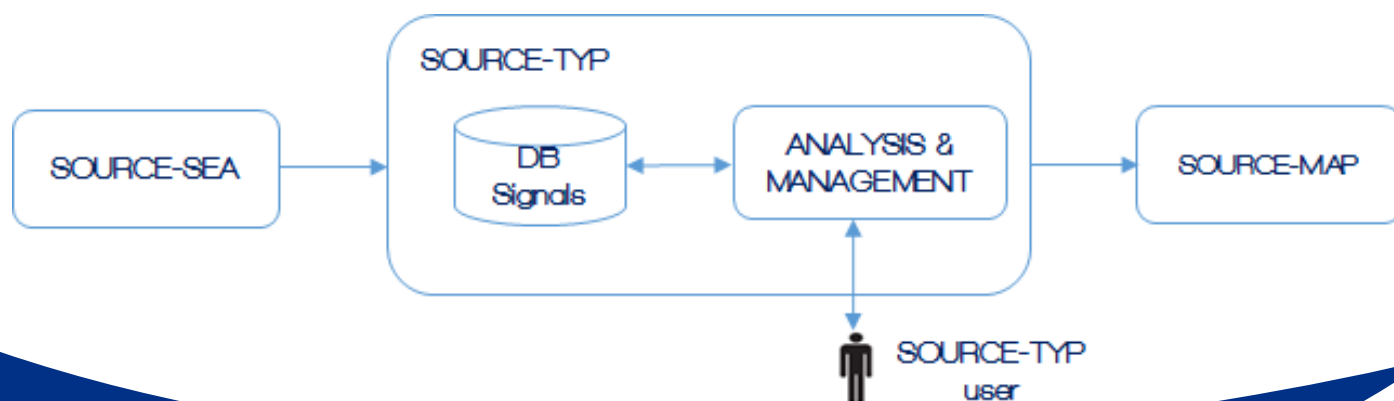 SOURCE-TYP
SOURCE-SEA
DB
Signals
ANALYSIS &
MANAGEMENT
SOURCE-MAP
SOURCE-TYP
user